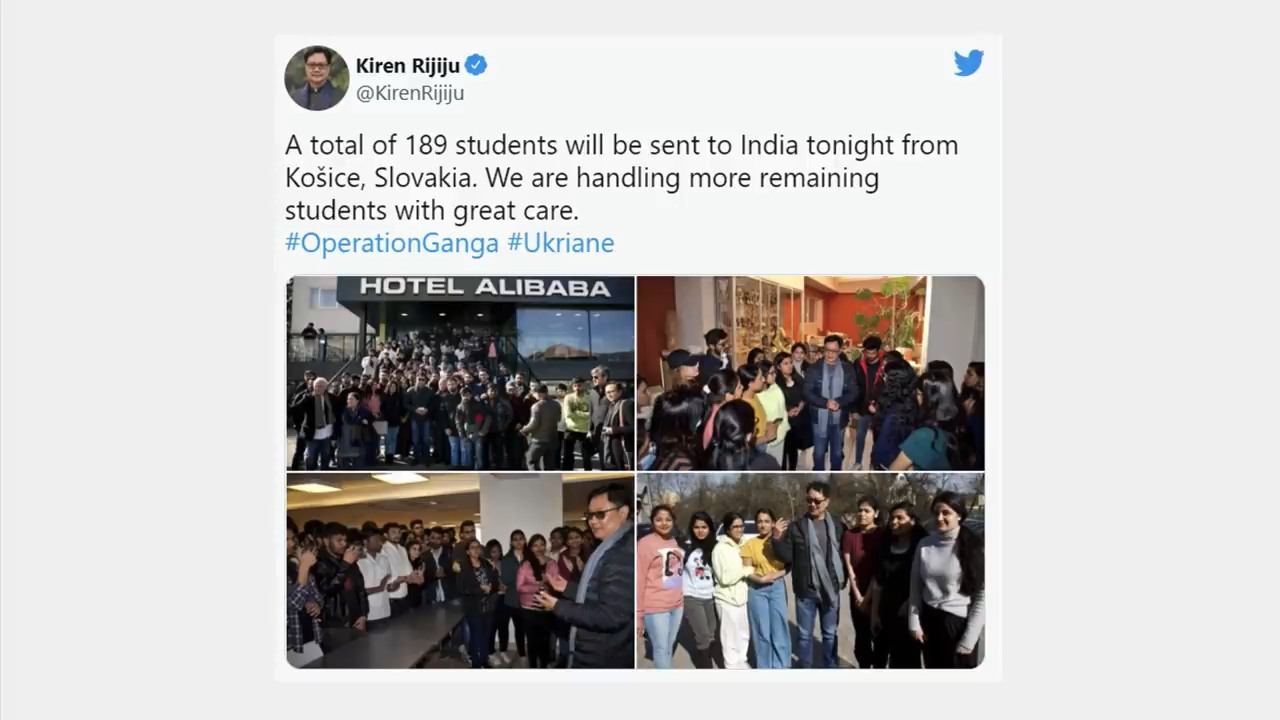 Kiren Rijiju
@KirenRijiju
A total of 189 students will be sent to India tonight from
Košice, Slovakia. We are handling more remaining
students with great care.
#OperationGanga #Ukriane
HOTEL ALIBABA